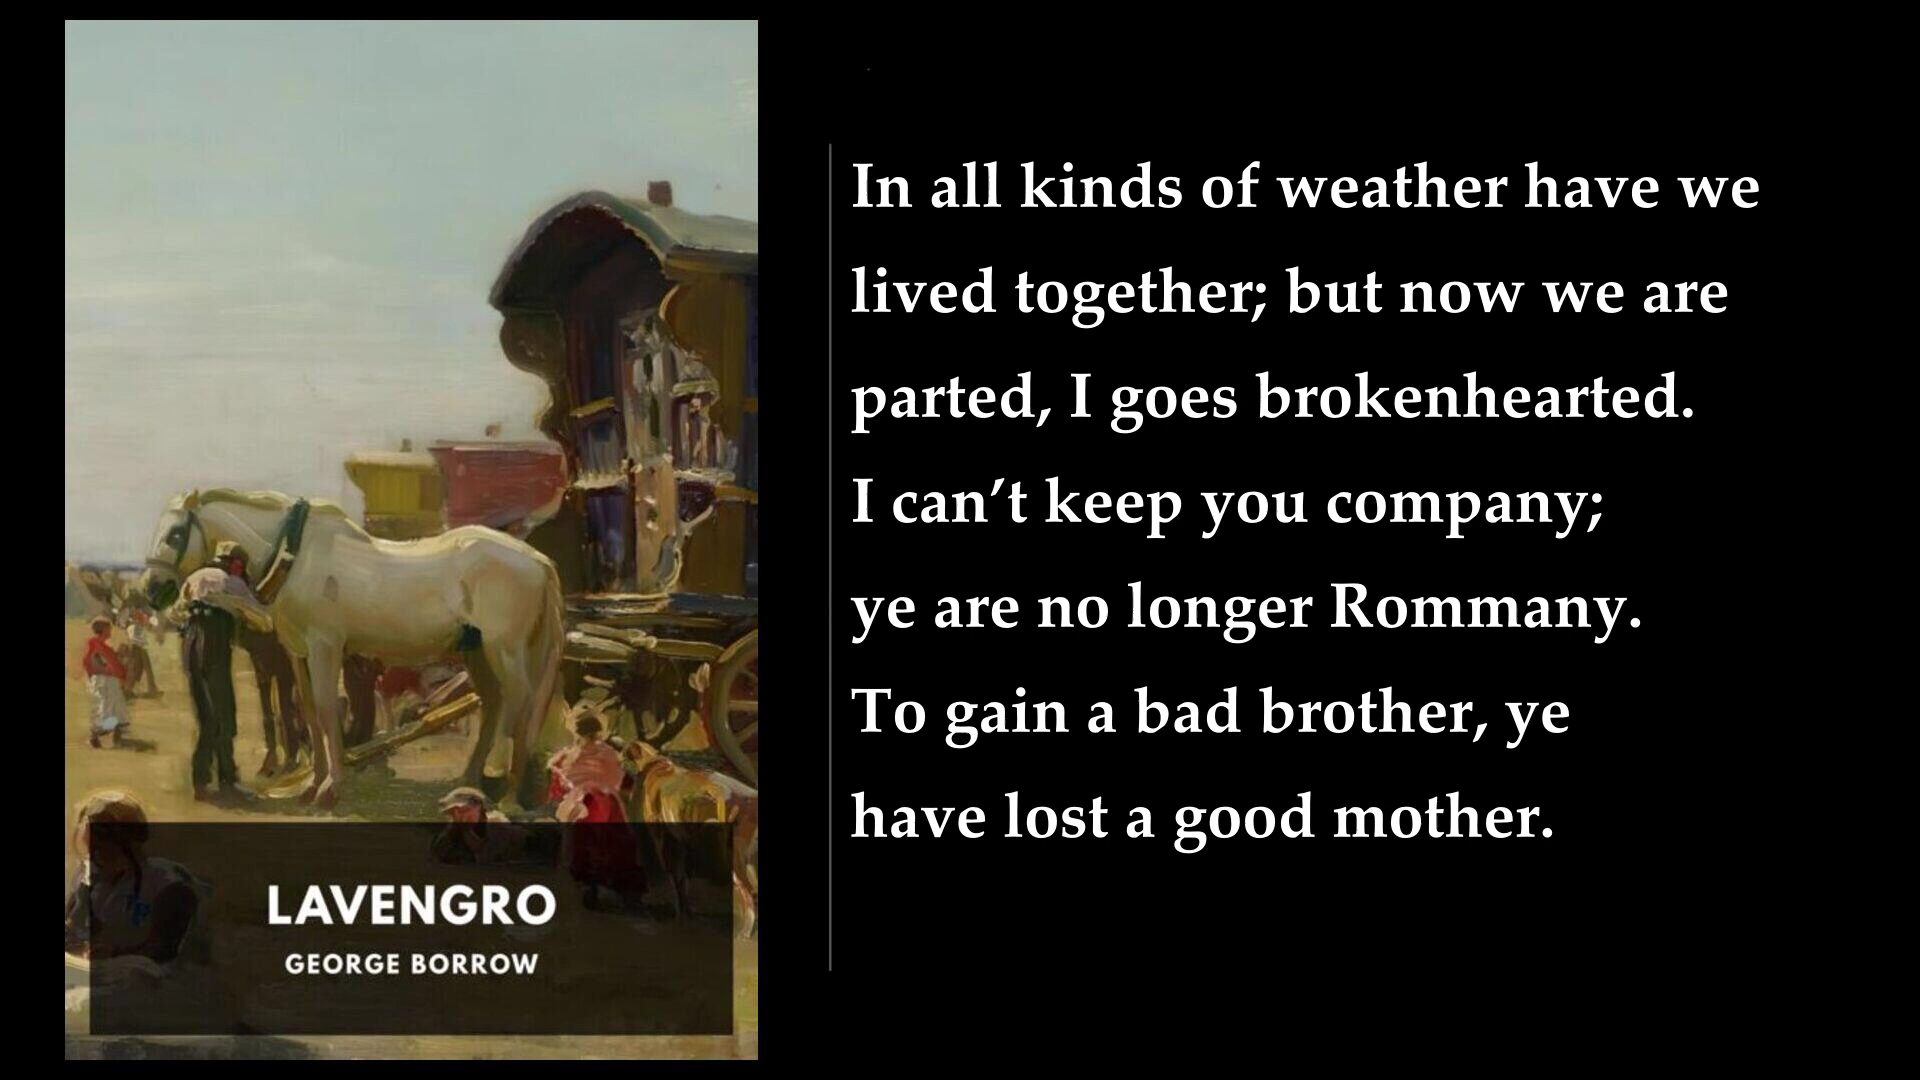 In all kinds of weather have we
lived together; but now we are
parted, I goes brokenhearted.
I can’t keep you company;
ye are no longer Rommany.
To gain a bad brother, ye
have lost a good mother.
LAVENGRO
GEORGE BORROW